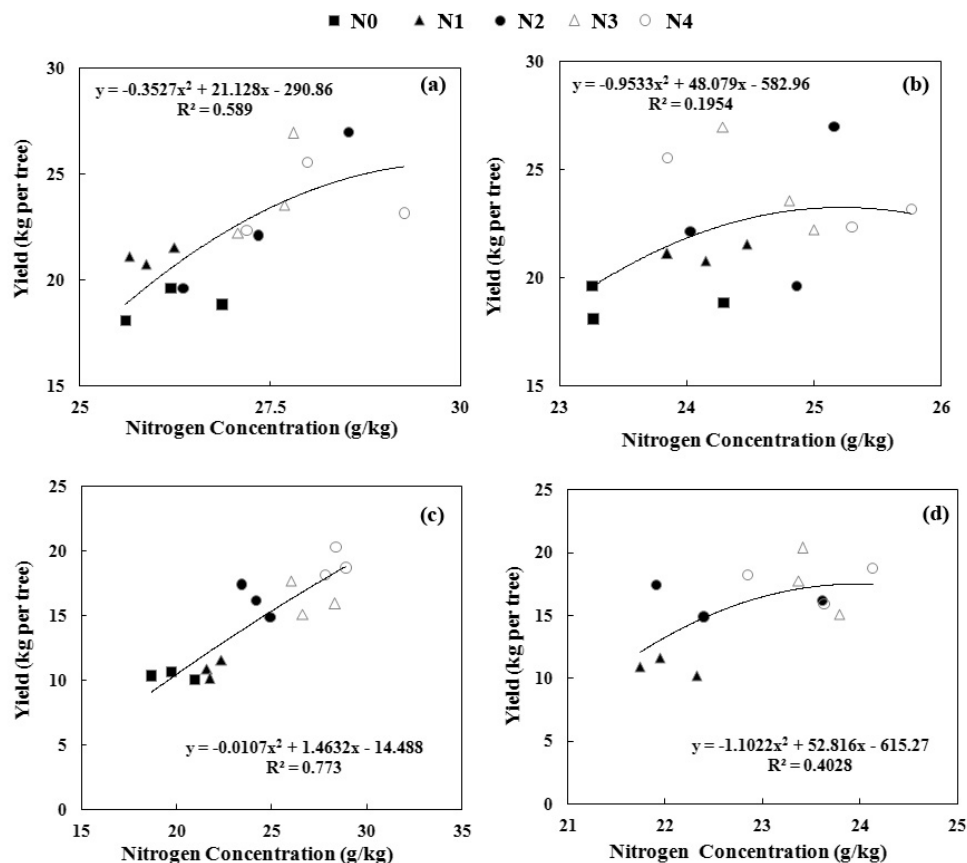 N0 N1 N2 N3 N4
y = -0.3527x² + 21.128x - 290.86
R² = 0.589
(a)
30
25
20
15
25 27.5 30
Yield (kg per tree)
Nitrogen Concentration (g/kg)
y = -0.9533x² + 48.079x - 582.96
R² = 0.1954
(b)
30
25
20
15
23 24 25 26
Yield (kg per tree)
Nitrogen Concentration (g/kg)
(c)
25
20
15
10
5
0
y = -0.0107x² + 1.4632x - 14.488
R² = 0.773
15 20 25 30 35
Yield (kg per tree)
Nitrogen Concentration (g/kg)
(d)
25
20
15
10
5
0
y = -1.1022x² + 52.816x - 615.27
R² = 0.4028
21 22 23 24 25
Yield (kg per tree)
Nitrogen Concentration (g/kg)